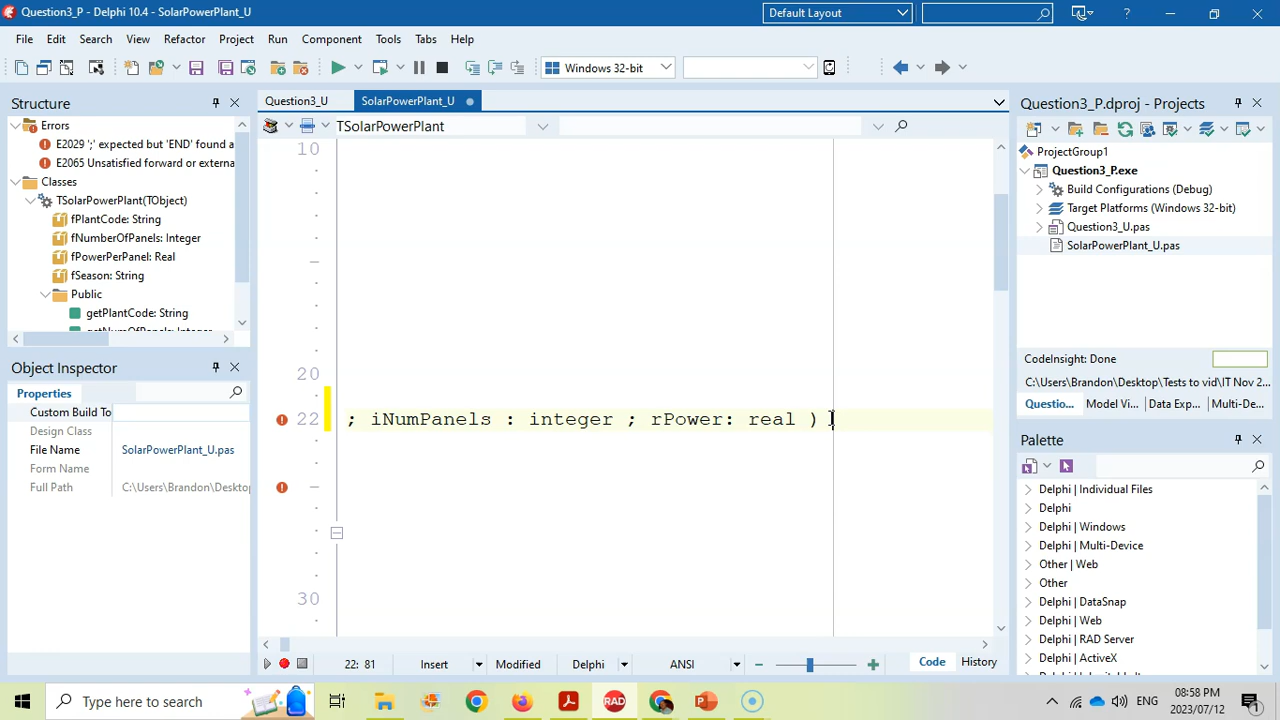 Question3_P - Delphi 10.4 - SolarPowerPlant_U
Default Layout
File Edit Search View Refactor Project Run Component Tools Tabs Help
Windows 32-bit
Structure
Errors
E2029 ';' expected but 'END' found a
E2065 Unsatisfied forward or externa
Classes
TSolarPowerPlant(TObject)
fPlantCode: String
fNumberOfPanels: Integer
fPowerPerPanel: Real
fSeason: String
Public
getPlantCode: String
Object Inspector
Properties
Custom Build To
Design Class
File Name SolarPowerPlant_U.pas
Form Name
Full Path C:\Users\Brandon\Deskto
Question3_U SolarPowerPlant_U
TSolarPowerPlant
10
20
22 ; iNumPanels : integer ; rPower: real )
30
22: 81 Insert Modified Delphi ANSI Code History
Question3_P.dproj - Projects
ProjectGroup1
Question3_P.exe
Build Configurations (Debug)
Target Platforms (Windows 32-bit)
Question3_U.pas
SolarPowerPlant_U.pas
CodeInsight: Done
C:\Users\Brandon\Desktop\Tests to vid\IT Nov 2...
Questio... Model Vi... Data Exp... Multi-De...
Palette
Delphi | Individual Files
Delphi
Delphi | Windows
Delphi | Multi-Device
Other | Web
Other
Delphi | DataSnap
Delphi | Web
RAD Server
Delphi | ActiveX
Type here to search
RAD
ENG
08:58 PM
2023/07/12
1